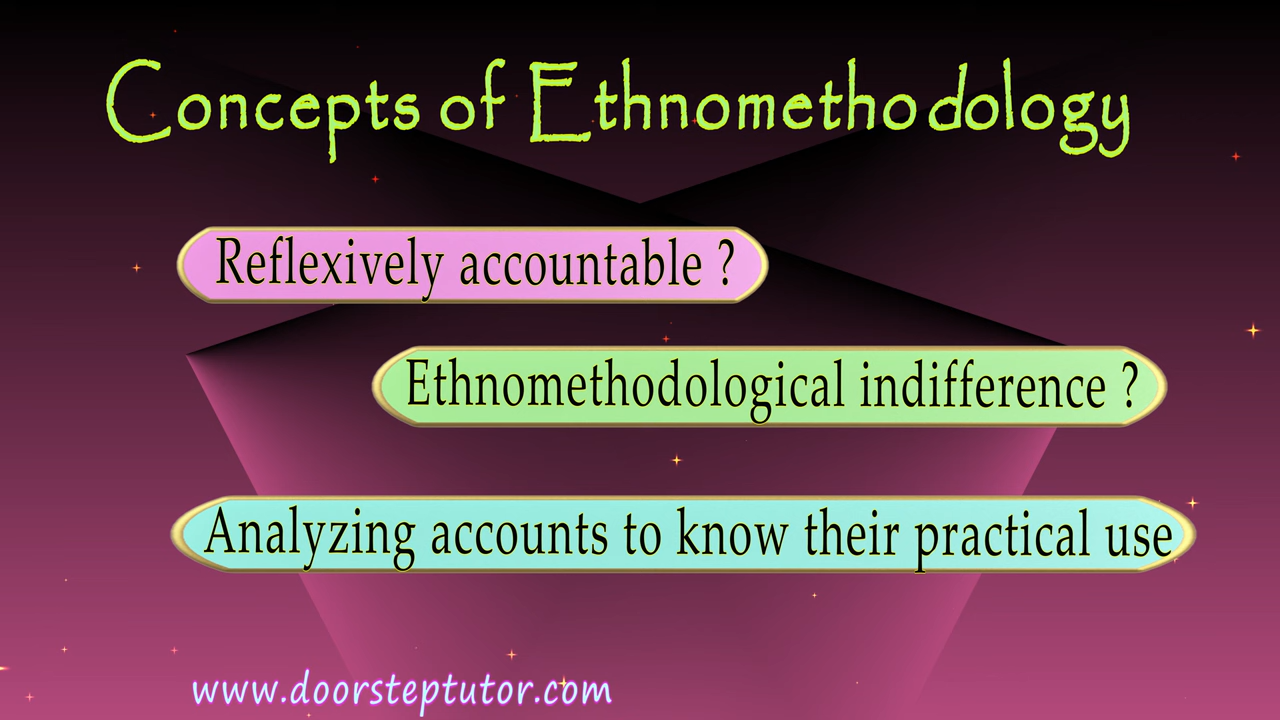 Concepts of Ethnomethodology
Reflexively accountable ?
Ethnomethodological indifference ?
Analyzing accounts to know their practical use
www.doorsteptutor.com